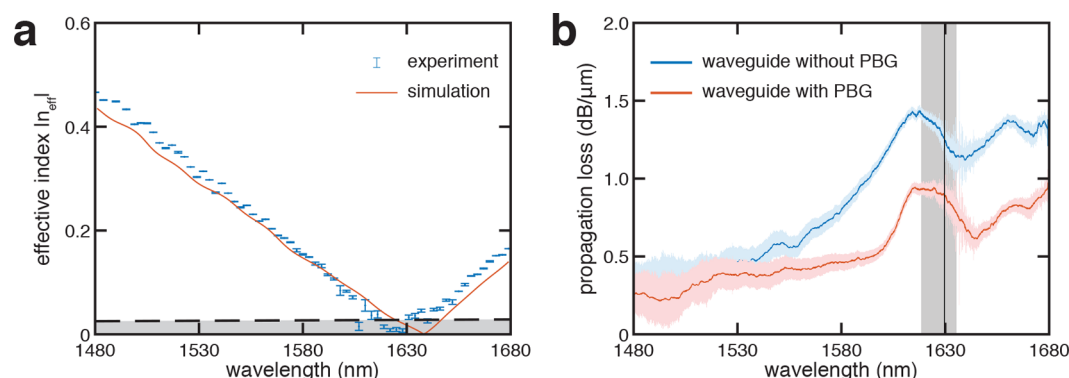 a
0.6
0.4
0.2
0
effective index |n_eff|
experiment
simulation
1480 1530 1580 1630 1680
wavelength (nm)
b
2.0
1.5
1.0
0.5
0
propagation loss (dB/μm)
waveguide without PBG
waveguide with PBG
1480 1530 1580 1630 1680
wavelength (nm)